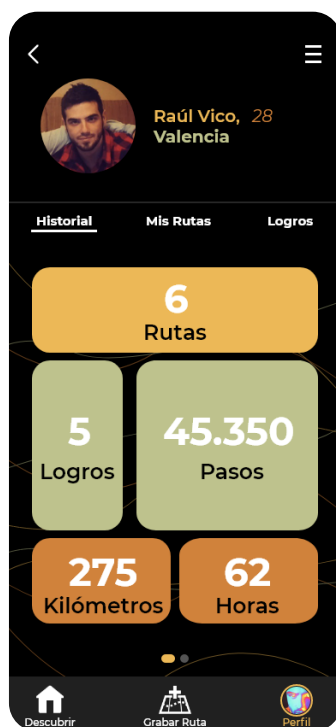 Raúl Vico, 28
Valencia
Historial Mis Rutas Logros
6
Rutas
5
Logros
45.350
Pasos
275
Kilómetros
62
Horas
Descubrir Grabar Ruta Perfil